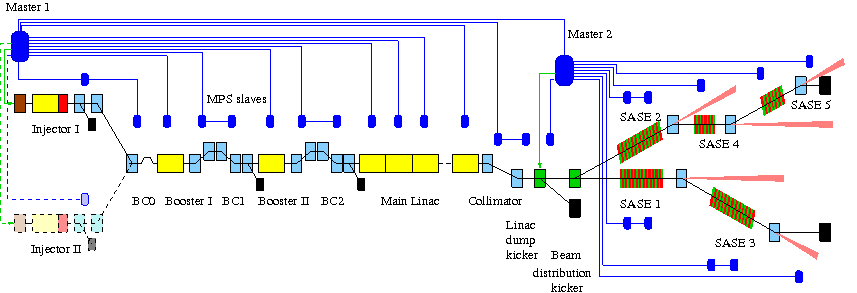 Master 1
Master 2
MPS slaves
SASE 5
SASE 2
SASE 4
Injector I
BC0
Booster I
BC1
Booster II
BC2
Main Linac
Collimator
SASE 1
Linac
dump
kicker
Beam
distribution
kicker
SASE 3
Injector II